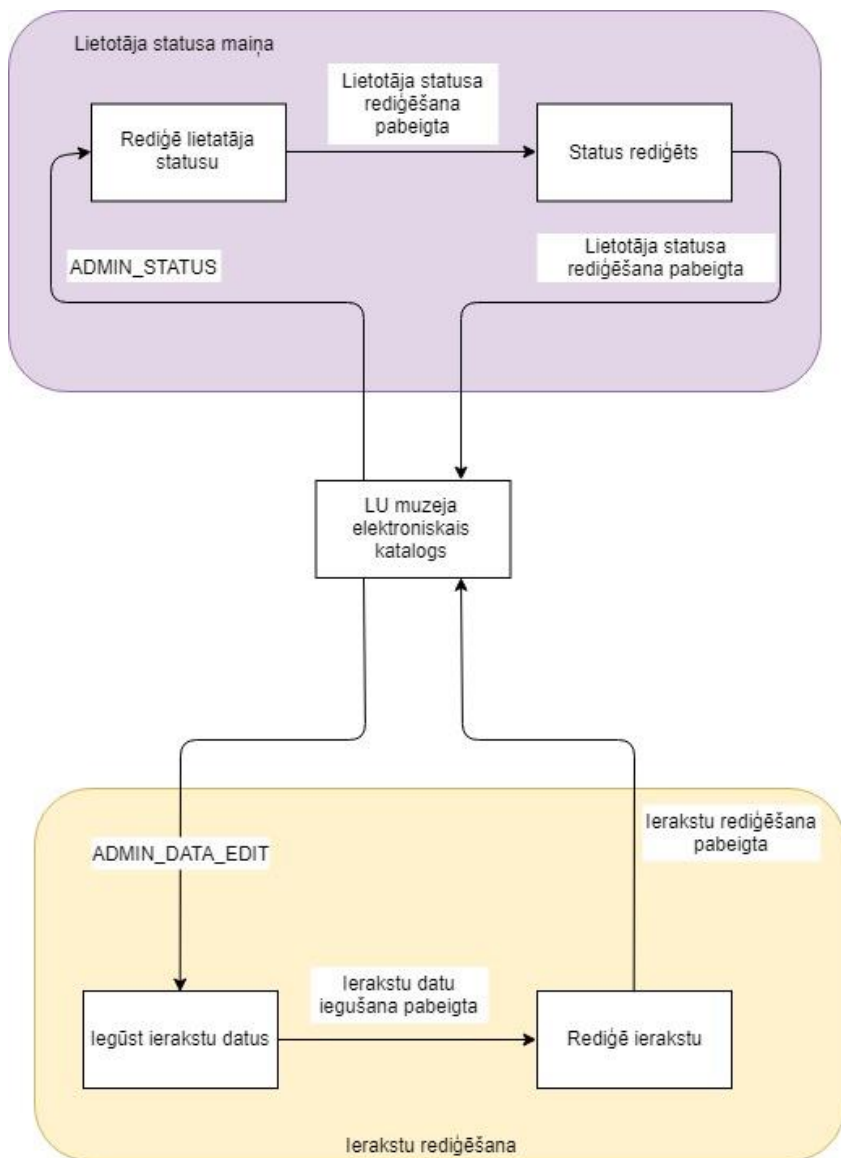 Lietotāja statusa maiņa
Lietotāja statusa
rediģēšana
pabeigta
Rediģē lietatāja
statusu
Status rediģēts
Lietotāja statusa
rediģēšana pabeigta
ADMIN_STATUS
LU muzeja
elektroniskais
katalogs
Ierakstu rediģēšana
pabeigta
ADMIN_DATA_EDIT
Ierakstu datu
iegušana pabeigta
Iegūst ierakstu datus
Rediģē ierakstu
Ierakstu rediģēšana